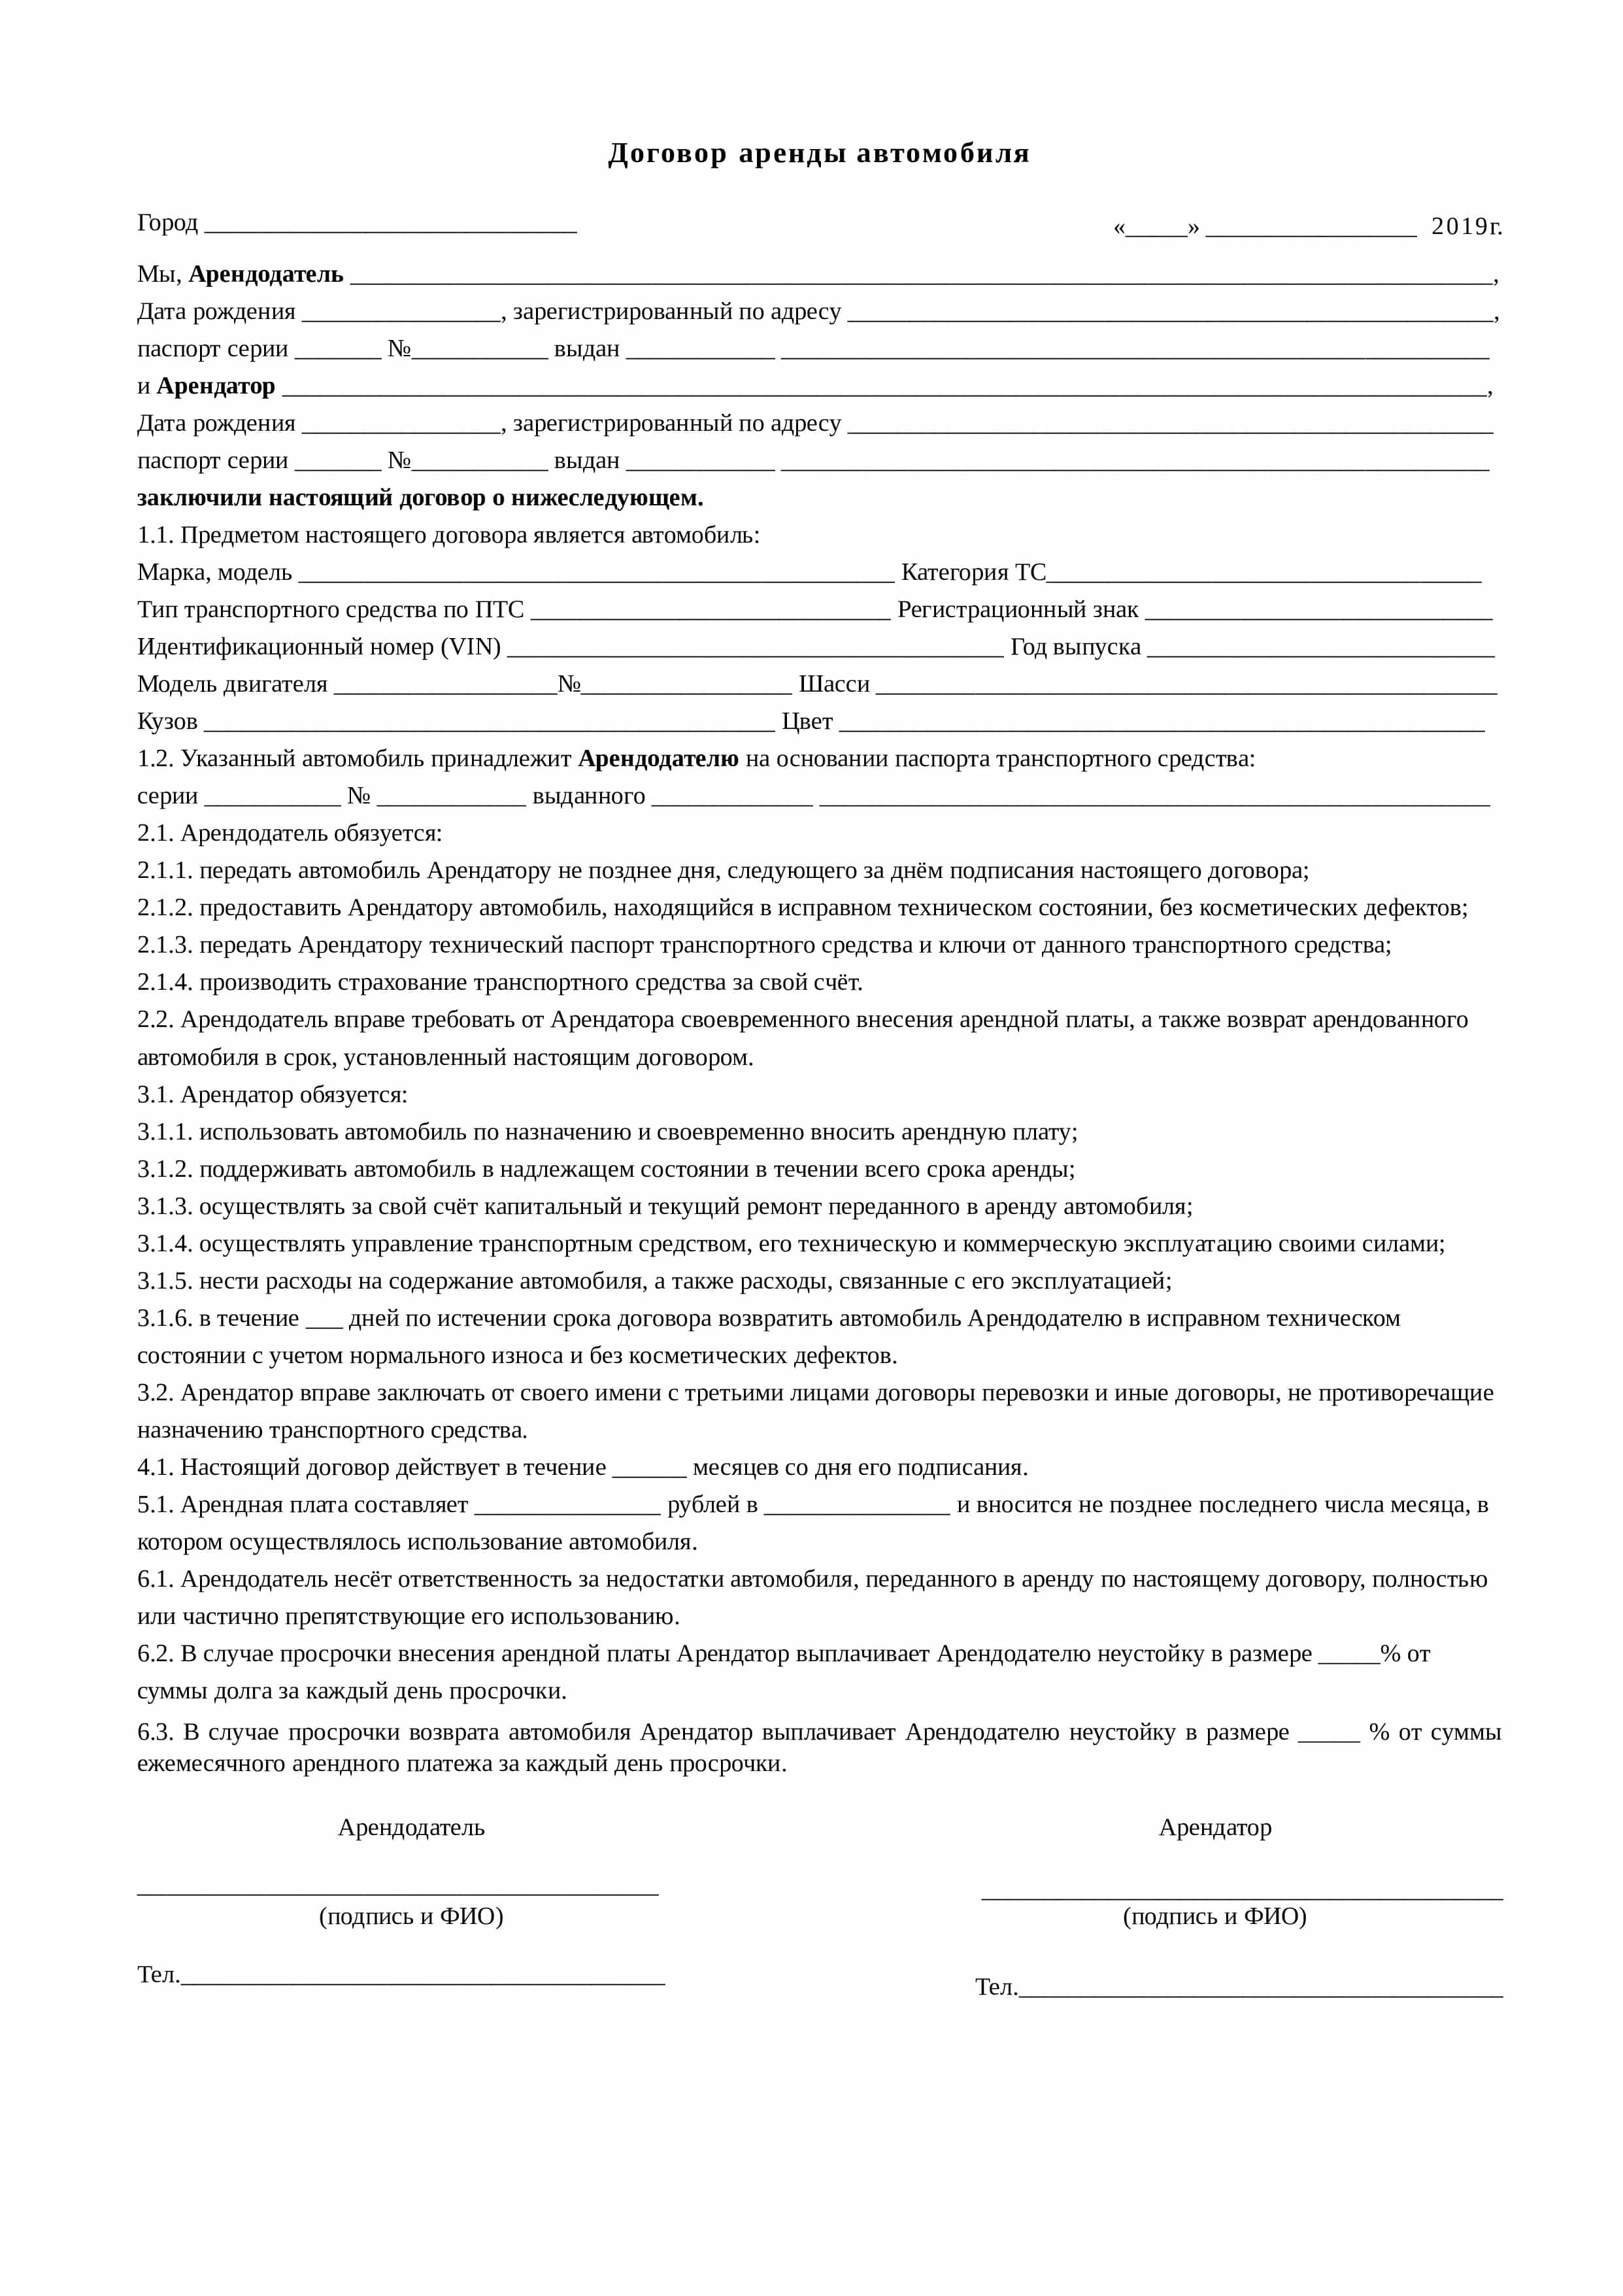 Договор аренды автомобиля
Город ______________________________ «_____» _________________ 2019г.
Мы, Арендодатель ____________________________________________________________________________________________,
Дата рождения ________________, зарегистрированный по адресу ____________________________________________________,
паспорт серии _______ №___________ выдан ____________ _________________________________________________________
и Арендатор _________________________________________________________________________________________________,
Дата рождения ________________, зарегистрированный по адресу ____________________________________________________
паспорт серии _______ №___________ выдан ____________ _________________________________________________________
заключили настоящий договор о нижеследующем.
1.1. Предметом настоящего договора является автомобиль:
Марка, модель ________________________________________________ Категория ТС___________________________________
Тип транспортного средства по ПТС _____________________________ Регистрационный знак ____________________________
Идентификационный номер (VIN) ________________________________________ Год выпуска ____________________________
Модель двигателя __________________№_________________ Шасси __________________________________________________
Кузов ______________________________________________ Цвет ____________________________________________________
1.2. Указанный автомобиль принадлежит Арендодателю на основании паспорта транспортного средства:
серии ___________ № ____________ выданного _____________ ______________________________________________________
2.1. Арендодатель обязуется:
2.1.1. передать автомобиль Арендатору не позднее дня, следующего за днём подписания настоящего договора;
2.1.2. предоставить Арендатору автомобиль, находящийся в исправном техническом состоянии, без косметических дефектов;
2.1.3. передать Арендатору технический паспорт транспортного средства и ключи от данного транспортного средства;
2.1.4. производить страхование транспортного средства за свой счёт.
2.2. Арендодатель вправе требовать от Арендатора своевременного внесения арендной платы, а также возврат арендованного
автомобиля в срок, установленный настоящим договором.
3.1. Арендатор обязуется:
3.1.1. использовать автомобиль по назначению и своевременно вносить арендную плату;
3.1.2. поддерживать автомобиль в надлежащем состоянии в течении всего срока аренды;
3.1.3. осуществлять за свой счёт капитальный и текущий ремонт переданного в аренду автомобиля;
3.1.4. осуществлять управление транспортным средством, его техническую и коммерческую эксплуатацию своими силами;
3.1.5. нести расходы на содержание автомобиля, а также расходы, связанные с его эксплуатацией;
3.1.6. в течение ___ дней по истечении срока договора возвратить автомобиль Арендодателю в исправном техническом
состоянии с учетом нормального износа и без косметических дефектов.
3.2. Арендатор вправе заключать от своего имени с третьими лицами договоры перевозки и иные договоры, не противоречащие
назначению транспортного средства.
4.1. Настоящий договор действует в течение ______ месяцев со дня его подписания.
5.1. Арендная плата составляет _______________ рублей в _______________ и вносится не позднее последнего числа месяца, в
котором осуществлялось использование автомобиля.
6.1. Арендодатель несёт ответственность за недостатки автомобиля, переданного в аренду по настоящему договору, полностью
или частично препятствующие его использованию.
6.2. В случае просрочки внесения арендной платы Арендатор выплачивает Арендодателю неустойку в размере _____% от
суммы долга за каждый день просрочки.
6.3. В случае просрочки возврата автомобиля Арендатор выплачивает Арендодателю неустойку в размере _____ % от суммы
ежемесячного арендного платежа за каждый день просрочки.
Арендодатель Арендатор
__________________________________________ __________________________________________
(подпись и ФИО) (подпись и ФИО)
Тел._______________________________________ Тел._______________________________________